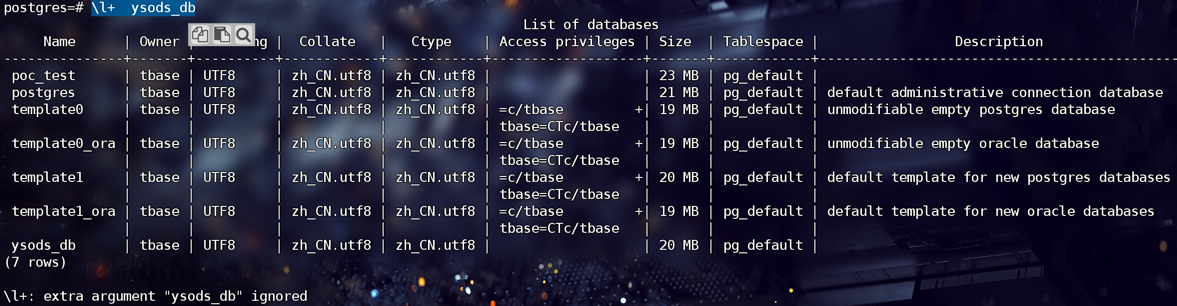 postgres=# \l+  ysods_db
                                                                 List of databases
     Name     | Owner | ng |  Collate   |   Ctype    | Access privileges | Size  | Tablespace |                Description
--------------+-------+----------+------------+------------+-------------------+-------+------------+--------------------------------------------
 poc_test     | tbase | UTF8     | zh_CN.utf8 | zh_CN.utf8 |                   | 23 MB | pg_default |
 postgres     | tbase | UTF8     | zh_CN.utf8 | zh_CN.utf8 |                   | 21 MB | pg_default | default administrative connection database
 template0    | tbase | UTF8     | zh_CN.utf8 | zh_CN.utf8 | =c/tbase         +| 19 MB | pg_default | unmodifiable empty postgres database
              |       |          |            |            | tbase=CTc/tbase   |       |            |
 template0_ora | tbase | UTF8     | zh_CN.utf8 | zh_CN.utf8 | =c/tbase         +| 19 MB | pg_default | unmodifiable empty oracle database
              |       |          |            |            | tbase=CTc/tbase   |       |            |
 template1    | tbase | UTF8     | zh_CN.utf8 | zh_CN.utf8 | =c/tbase         +| 20 MB | pg_default | default template for new postgres databases
              |       |          |            |            | tbase=CTc/tbase   |       |            |
 template1_ora | tbase | UTF8     | zh_CN.utf8 | zh_CN.utf8 | =c/tbase         +| 19 MB | pg_default | default template for new oracle databases
              |       |          |            |            | tbase=CTc/tbase   |       |            |
 ysods_db     | tbase | UTF8     | zh_CN.utf8 | zh_CN.utf8 |                   | 20 MB | pg_default |
(7 rows)

\l+: extra argument "ysods_db" ignored